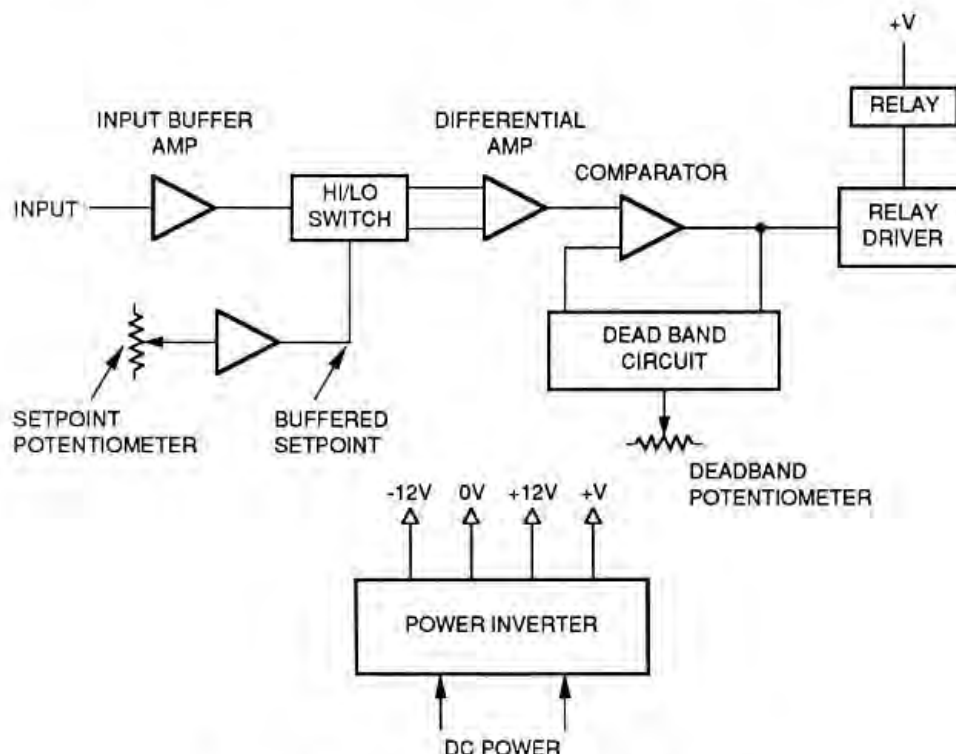 +V
RELAY
INPUT BUFFER
AMP
DIFFERENTIAL
AMP
COMPARATOR
INPUT
HI/LO
SWITCH
RELAY
DRIVER
DEAD BAND
CIRCUIT
SETPOINT
POTENTIOMETER
BUFFERED
SETPOINT
DEADBAND
POTENTIOMETER
-12V
0V
+12V
+V
POWER INVERTER
DC POWER